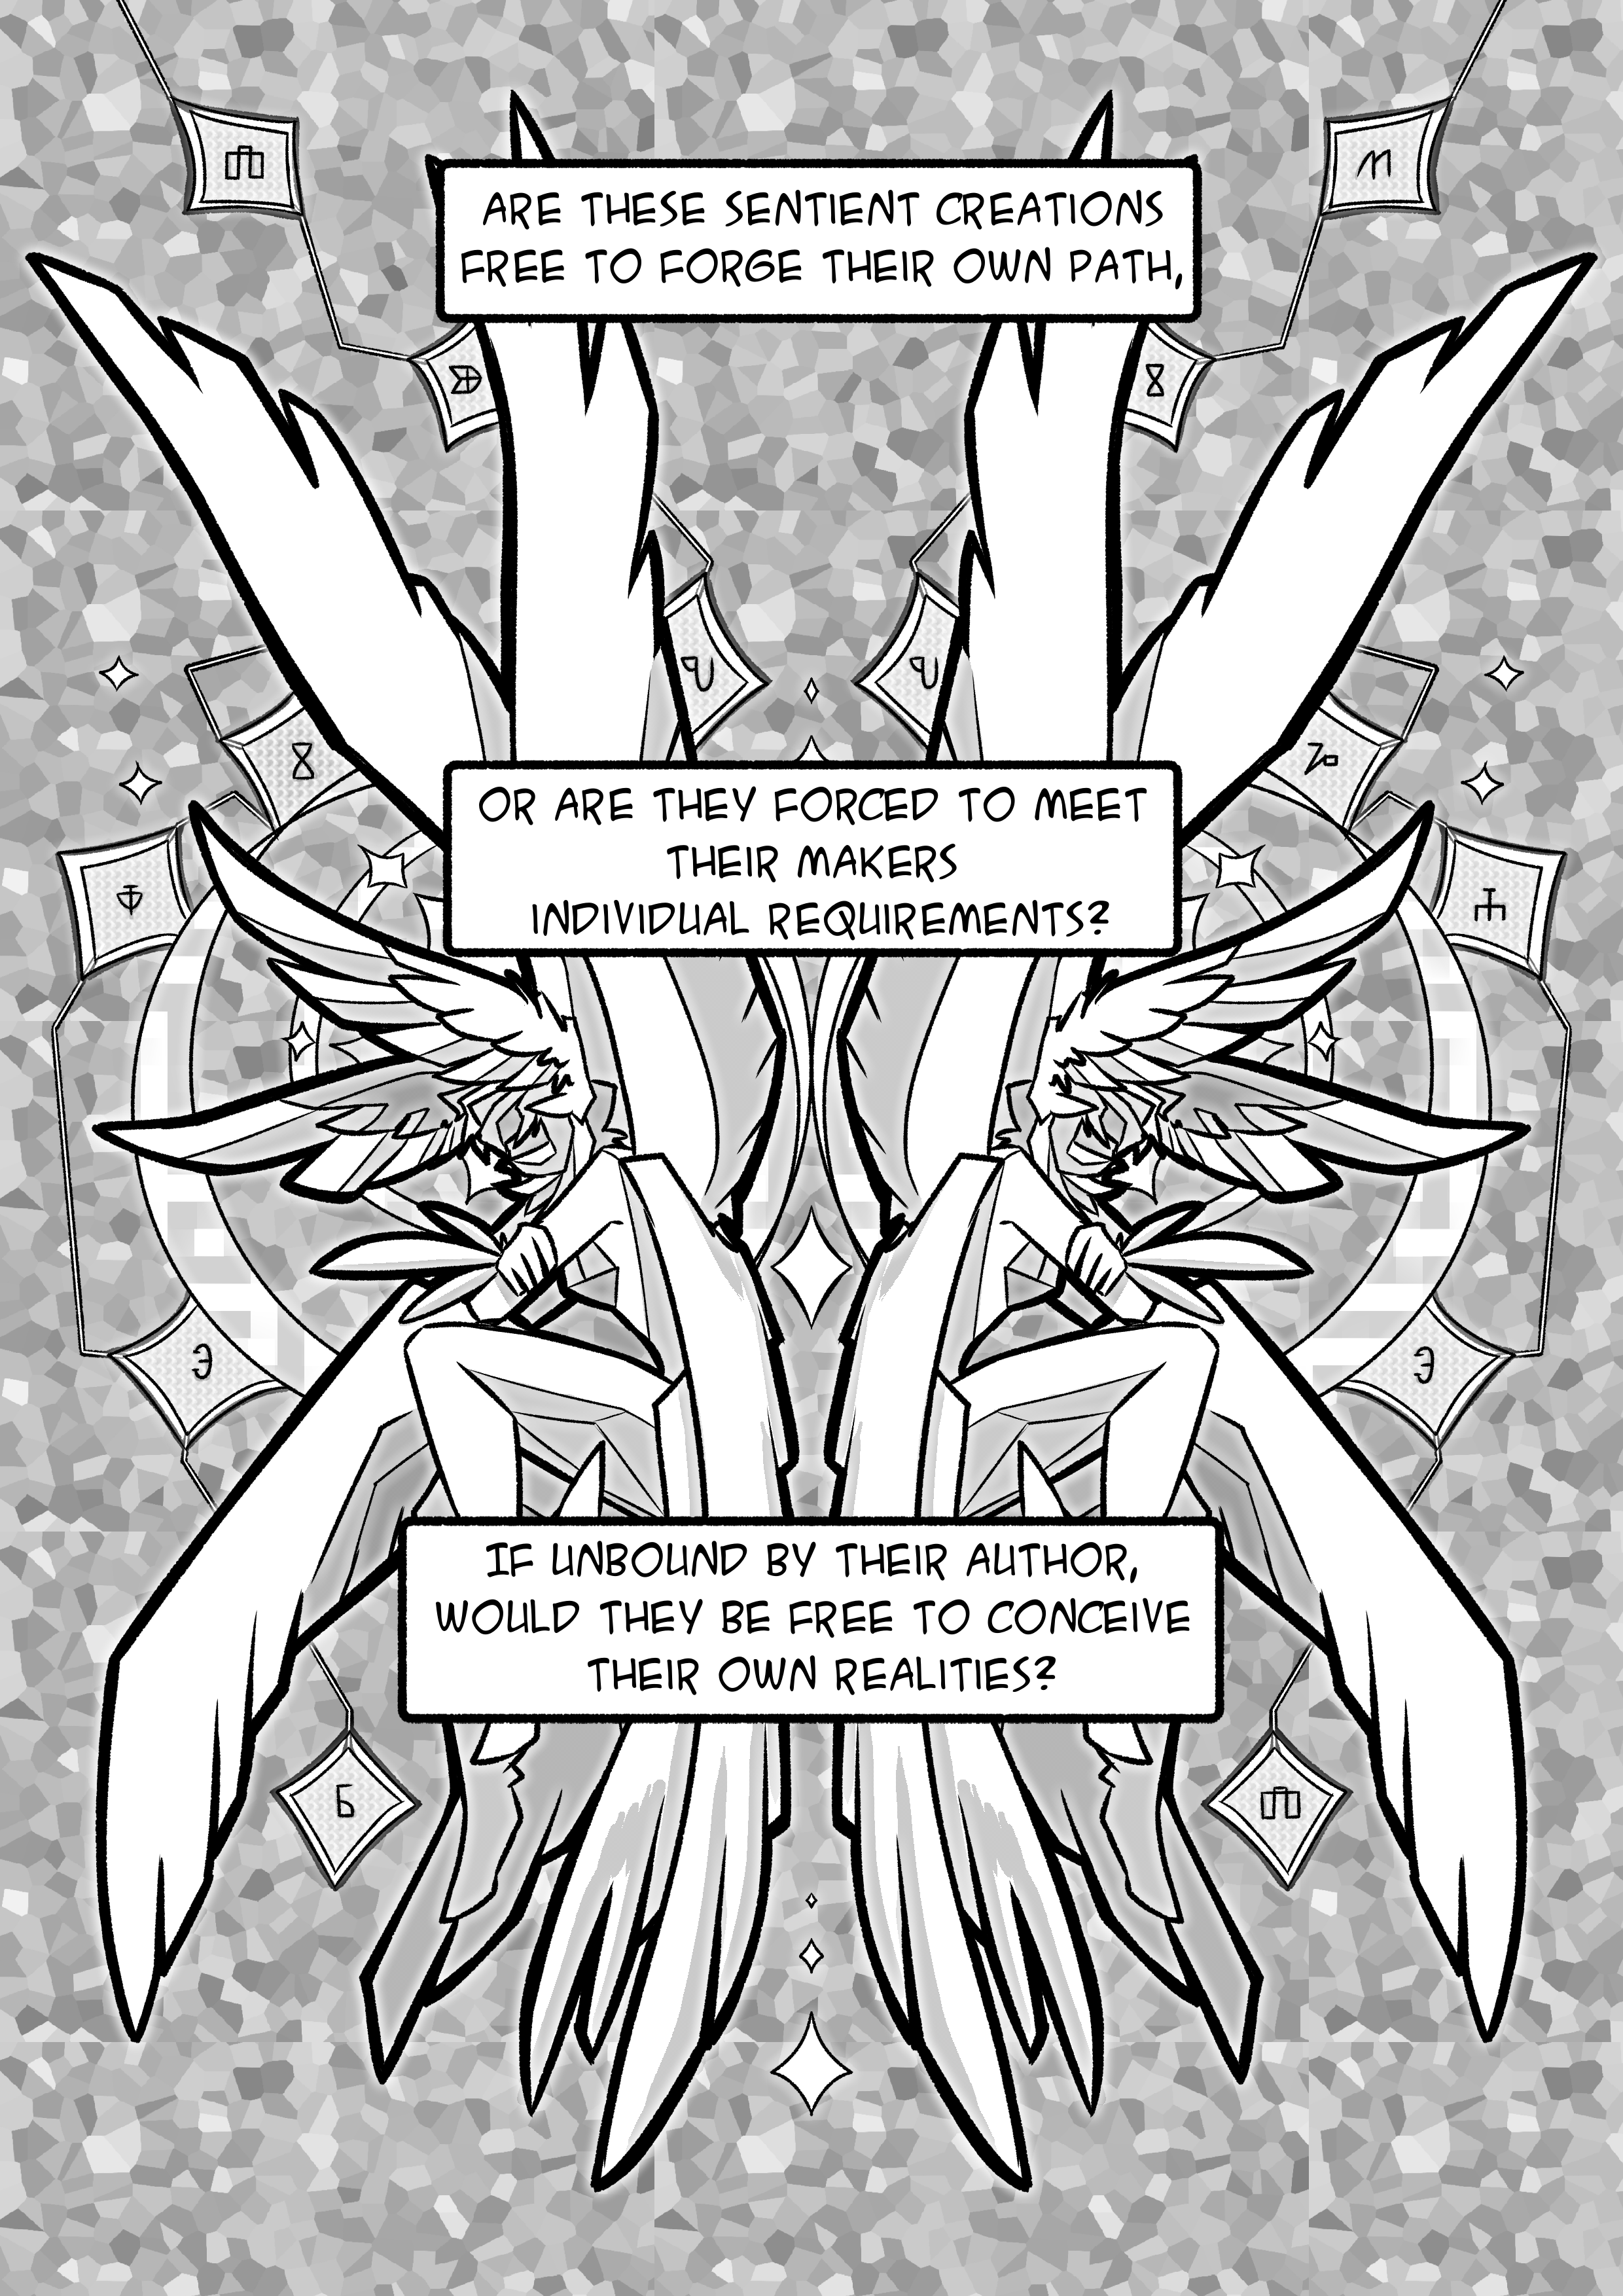 ARE THESE SENTIENT CREATIONS
FREE TO FORGE THEIR OWN PATH,
OR ARE THEY FORCED TO MEET
THEIR MAKERS
INDIVIDUAL REQUIREMENTS?
IF UNBOUND BY THEIR AUTHOR,
WOULD THEY BE FREE TO CONCEIVE
THEIR OWN REALITIES?